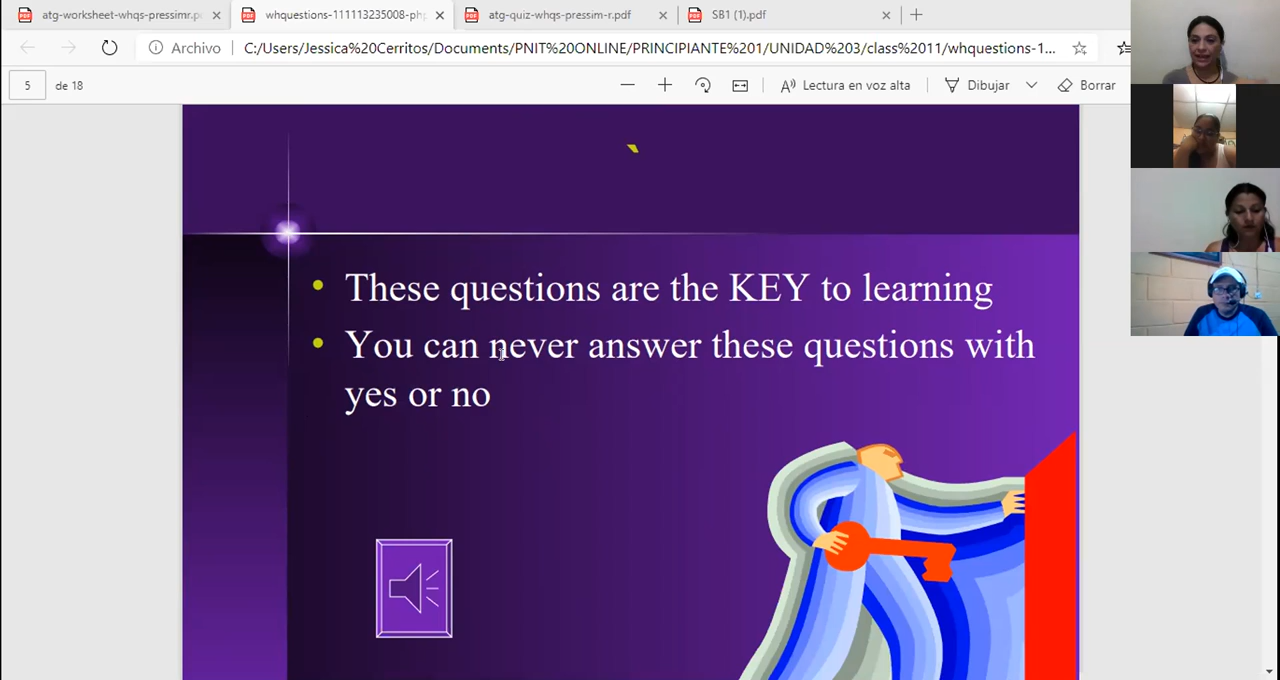 atg-worksheet-whqs-pressimr.p
whquestions-111113235008-php
atg-quiz-whqs-pressim-r.pdf
SB1 (1).pdf
Archivo
C:/Users/Jessica%20Cerritos/Documents/PNIT%20ONLINE/PRINCIPIANTE%201/UNIDAD%203/class%2011/whquestions-1...
5 de 18
Lectura en voz alta
Dibujar
Borrar
These questions are the KEY to learning
You can never answer these questions with
yes or no